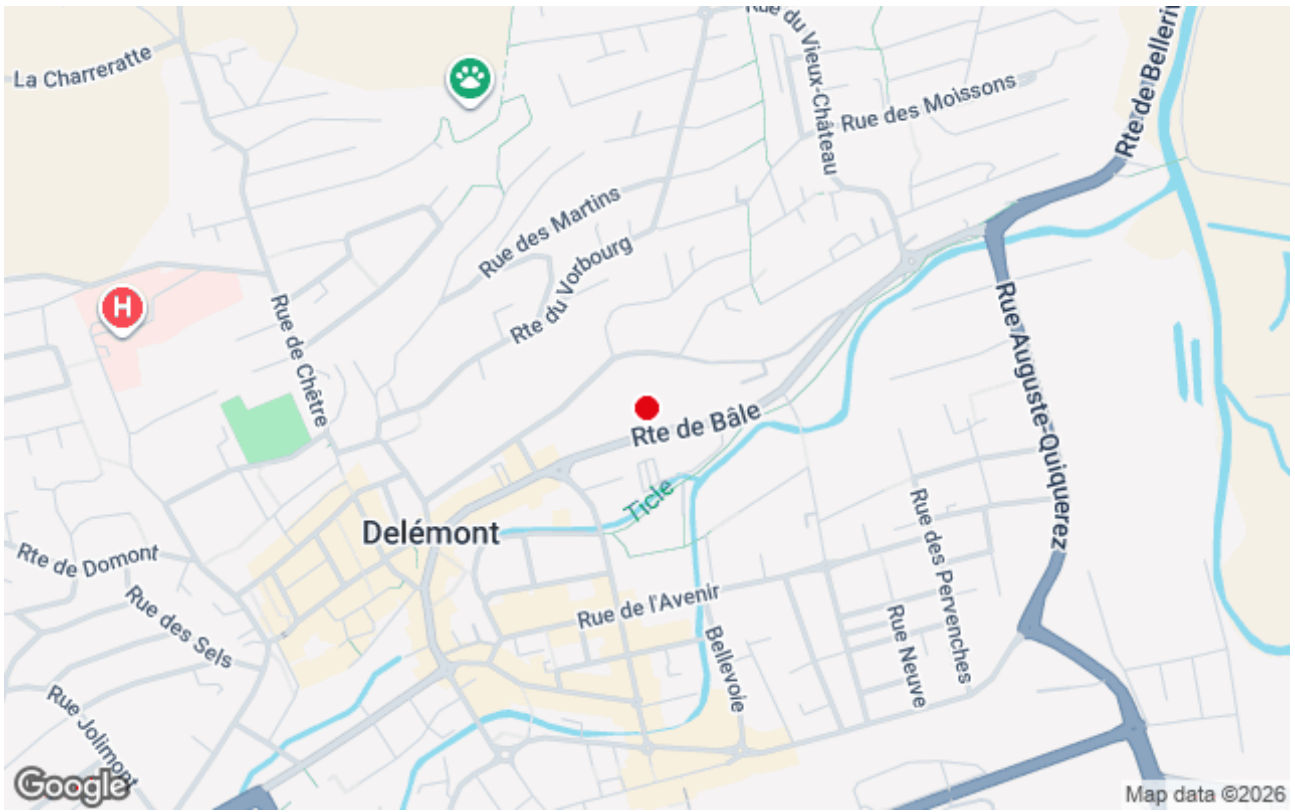 La Charreratte
Rue du Vieux-Château
Rue des Moissons
Rte de Belleri
Rue des Martins
Rte du Vorbourg
H
Rue de Chêtre
Rue Auguste-Quiquerez
Rte de Bâle
Ticle
Delémont
Rte de Domont
Rue des Sels
Rue de l'Avenir
Rue des Pervenches
Rue Neuve
Bellevoie
Rue Jolimont
Google
Map data ©2026